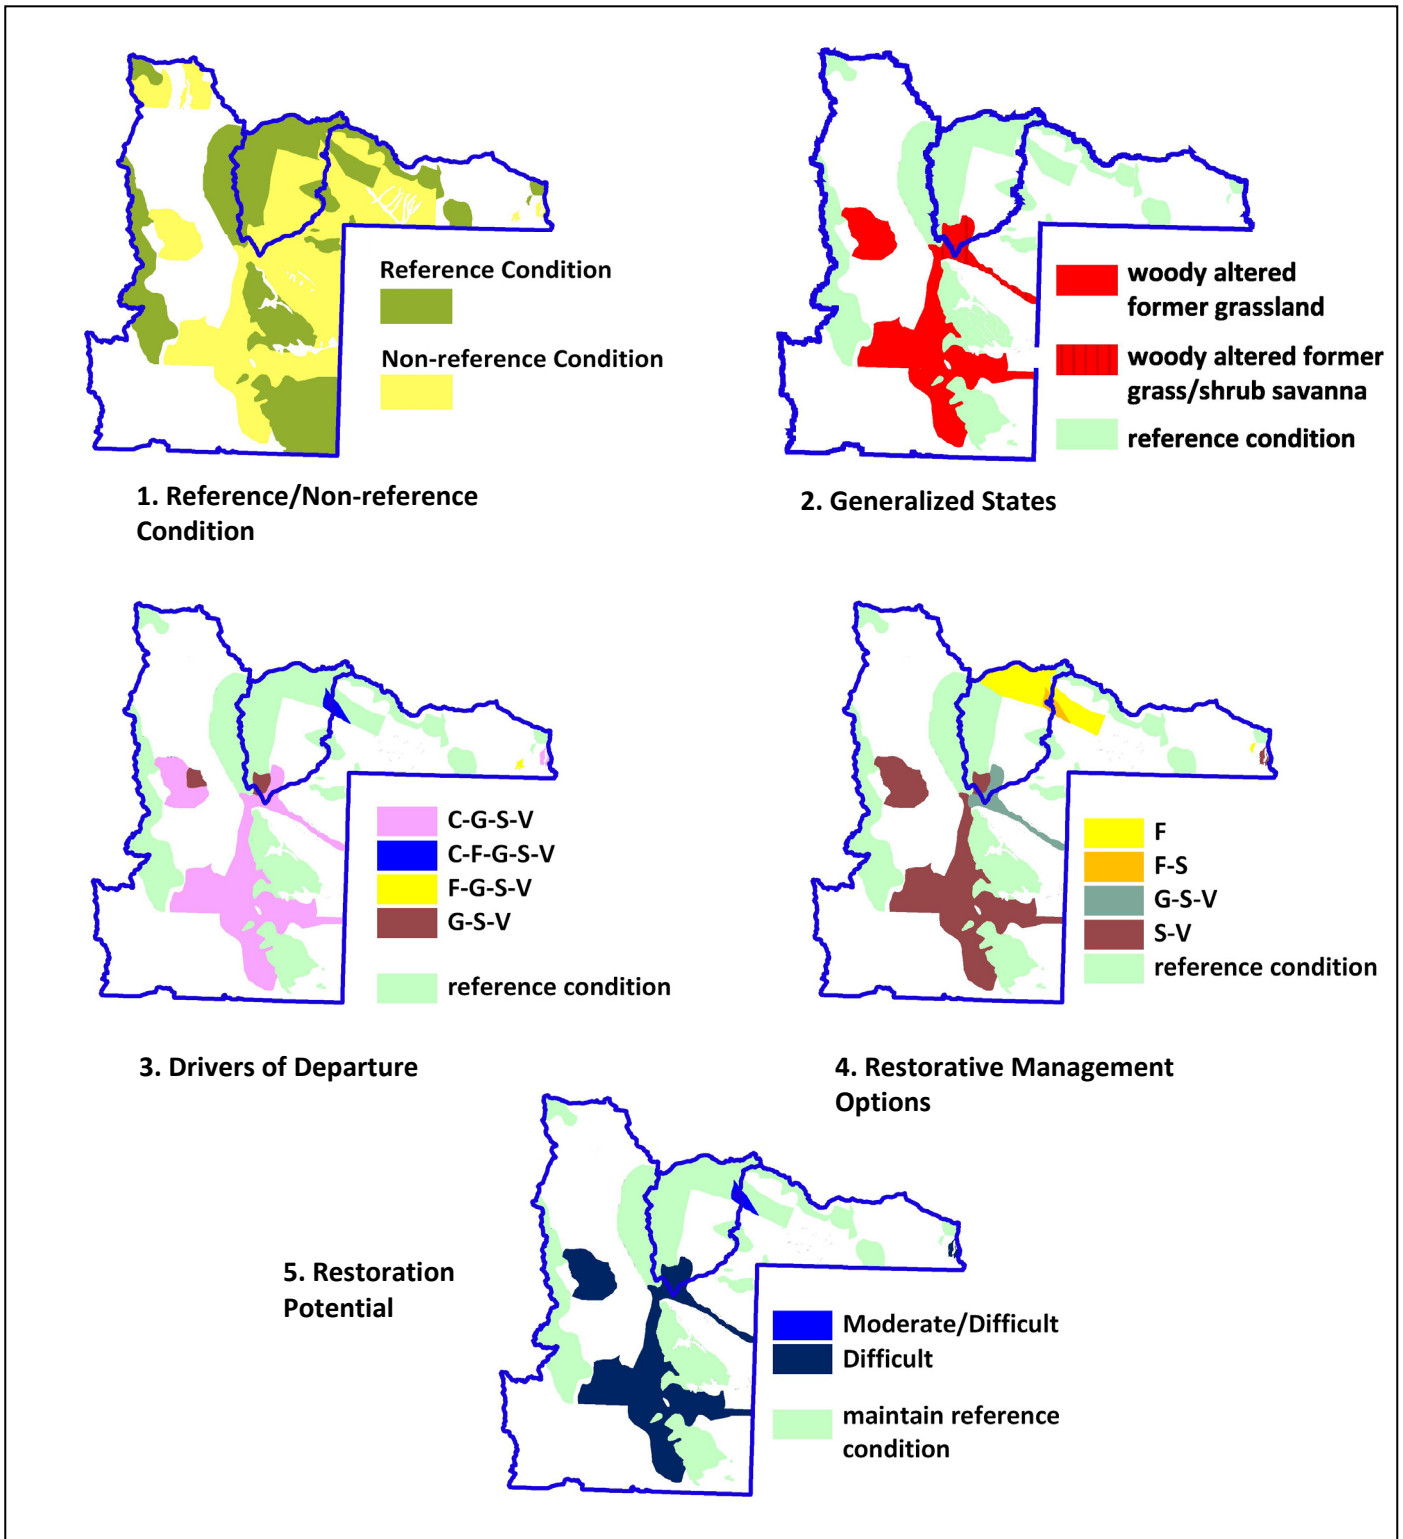 Reference Condition
Non-reference Condition
1. Reference/Non-reference
Condition
woody altered
former grassland
woody altered former
grass/shrub savanna
reference condition
2. Generalized States
C-G-S-V
C-F-G-S-V
F-G-S-V
G-S-V
reference condition
3. Drivers of Departure
F
F-S
G-S-V
S-V
reference condition
4. Restorative Management
Options
5. Restoration
Potential
Moderate/Difficult
Difficult
maintain reference
condition